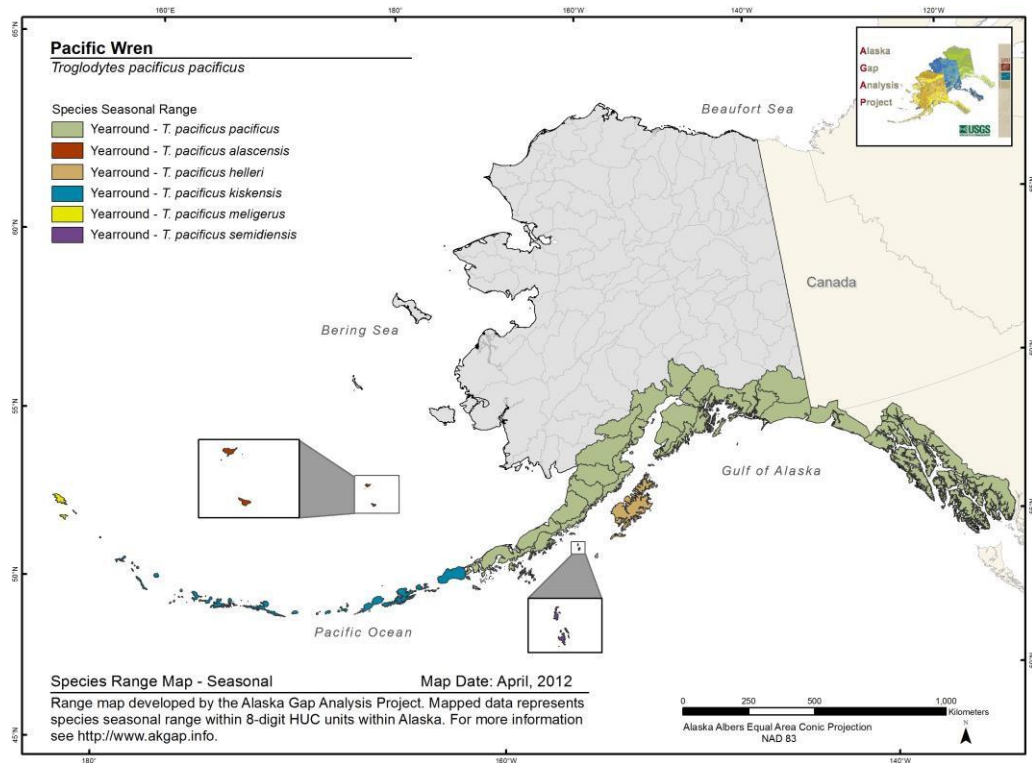 65°N
180°
160°W
140°W
120°W
Pacific Wren
Troglodytes pacificus pacificus
Species Seasonal Range
Yearround - T. pacificus pacificus
Yearround - T. pacificus alascensis
Yearround - T. pacificus helleri
Yearround - T. pacificus kiskensis
Yearround - T. pacificus meligerus
Yearround - T. pacificus semidiensis
Alaska
Gap
Analysis
Project
USGS
Beaufort Sea
60°N
Canada
Bering Sea
55°N
Gulf of Alaska
50°N
Pacific Ocean
Species Range Map - Seasonal
Map Date: April, 2012
Range map developed by the Alaska Gap Analysis Project. Mapped data represents
species seasonal range within 8-digit HUC units within Alaska. For more information
see http://www.akgap.info.
0 250 500 1,000
Kilometers
Alaska Albers Equal Area Conic Projection
NAD 83
N
45°N
180°
160°W
140°W